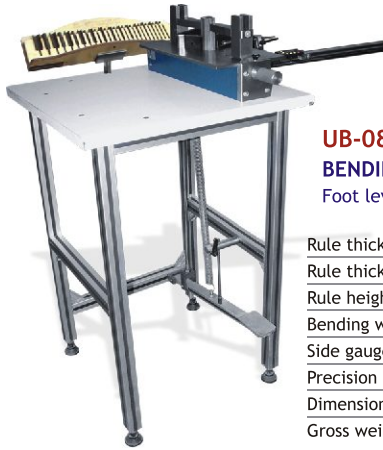 UB-08
BENDI
Foot lev
Rule thick
Rule thick
Rule heigh
Bending w
Side gauge
Precision
Dimension
Gross wei